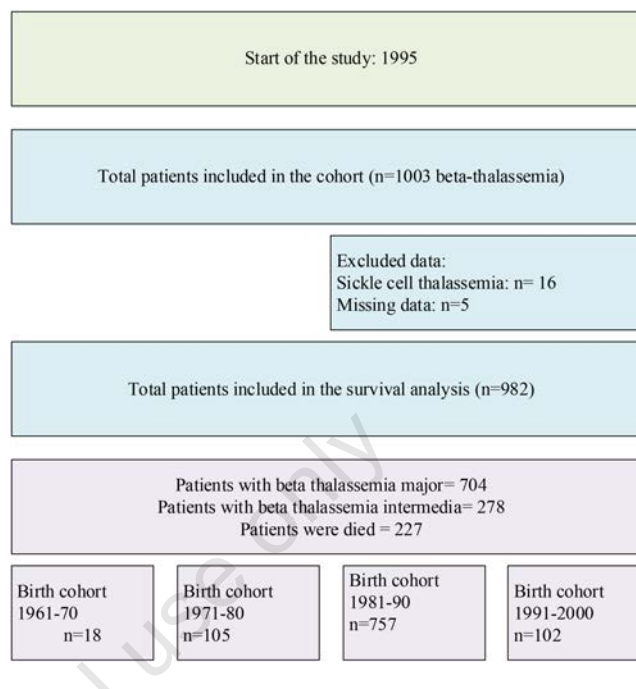 Start of the study: 1995
Total patients included in the cohort (n=1003 beta-thalassemia)
Excluded data:
Sickle cell thalassemia: n= 16
Missing data: n=5
Total patients included in the survival analysis (n=982)
Patients with beta thalassemia major= 704
Patients with beta thalassemia intermedia= 278
Patients were died = 227
Birth cohort
1961-70
n=18
Birth cohort
1971-80
n=105
Birth cohort
1981-90
n=757
Birth cohort
1991-2000
n=102
l use only